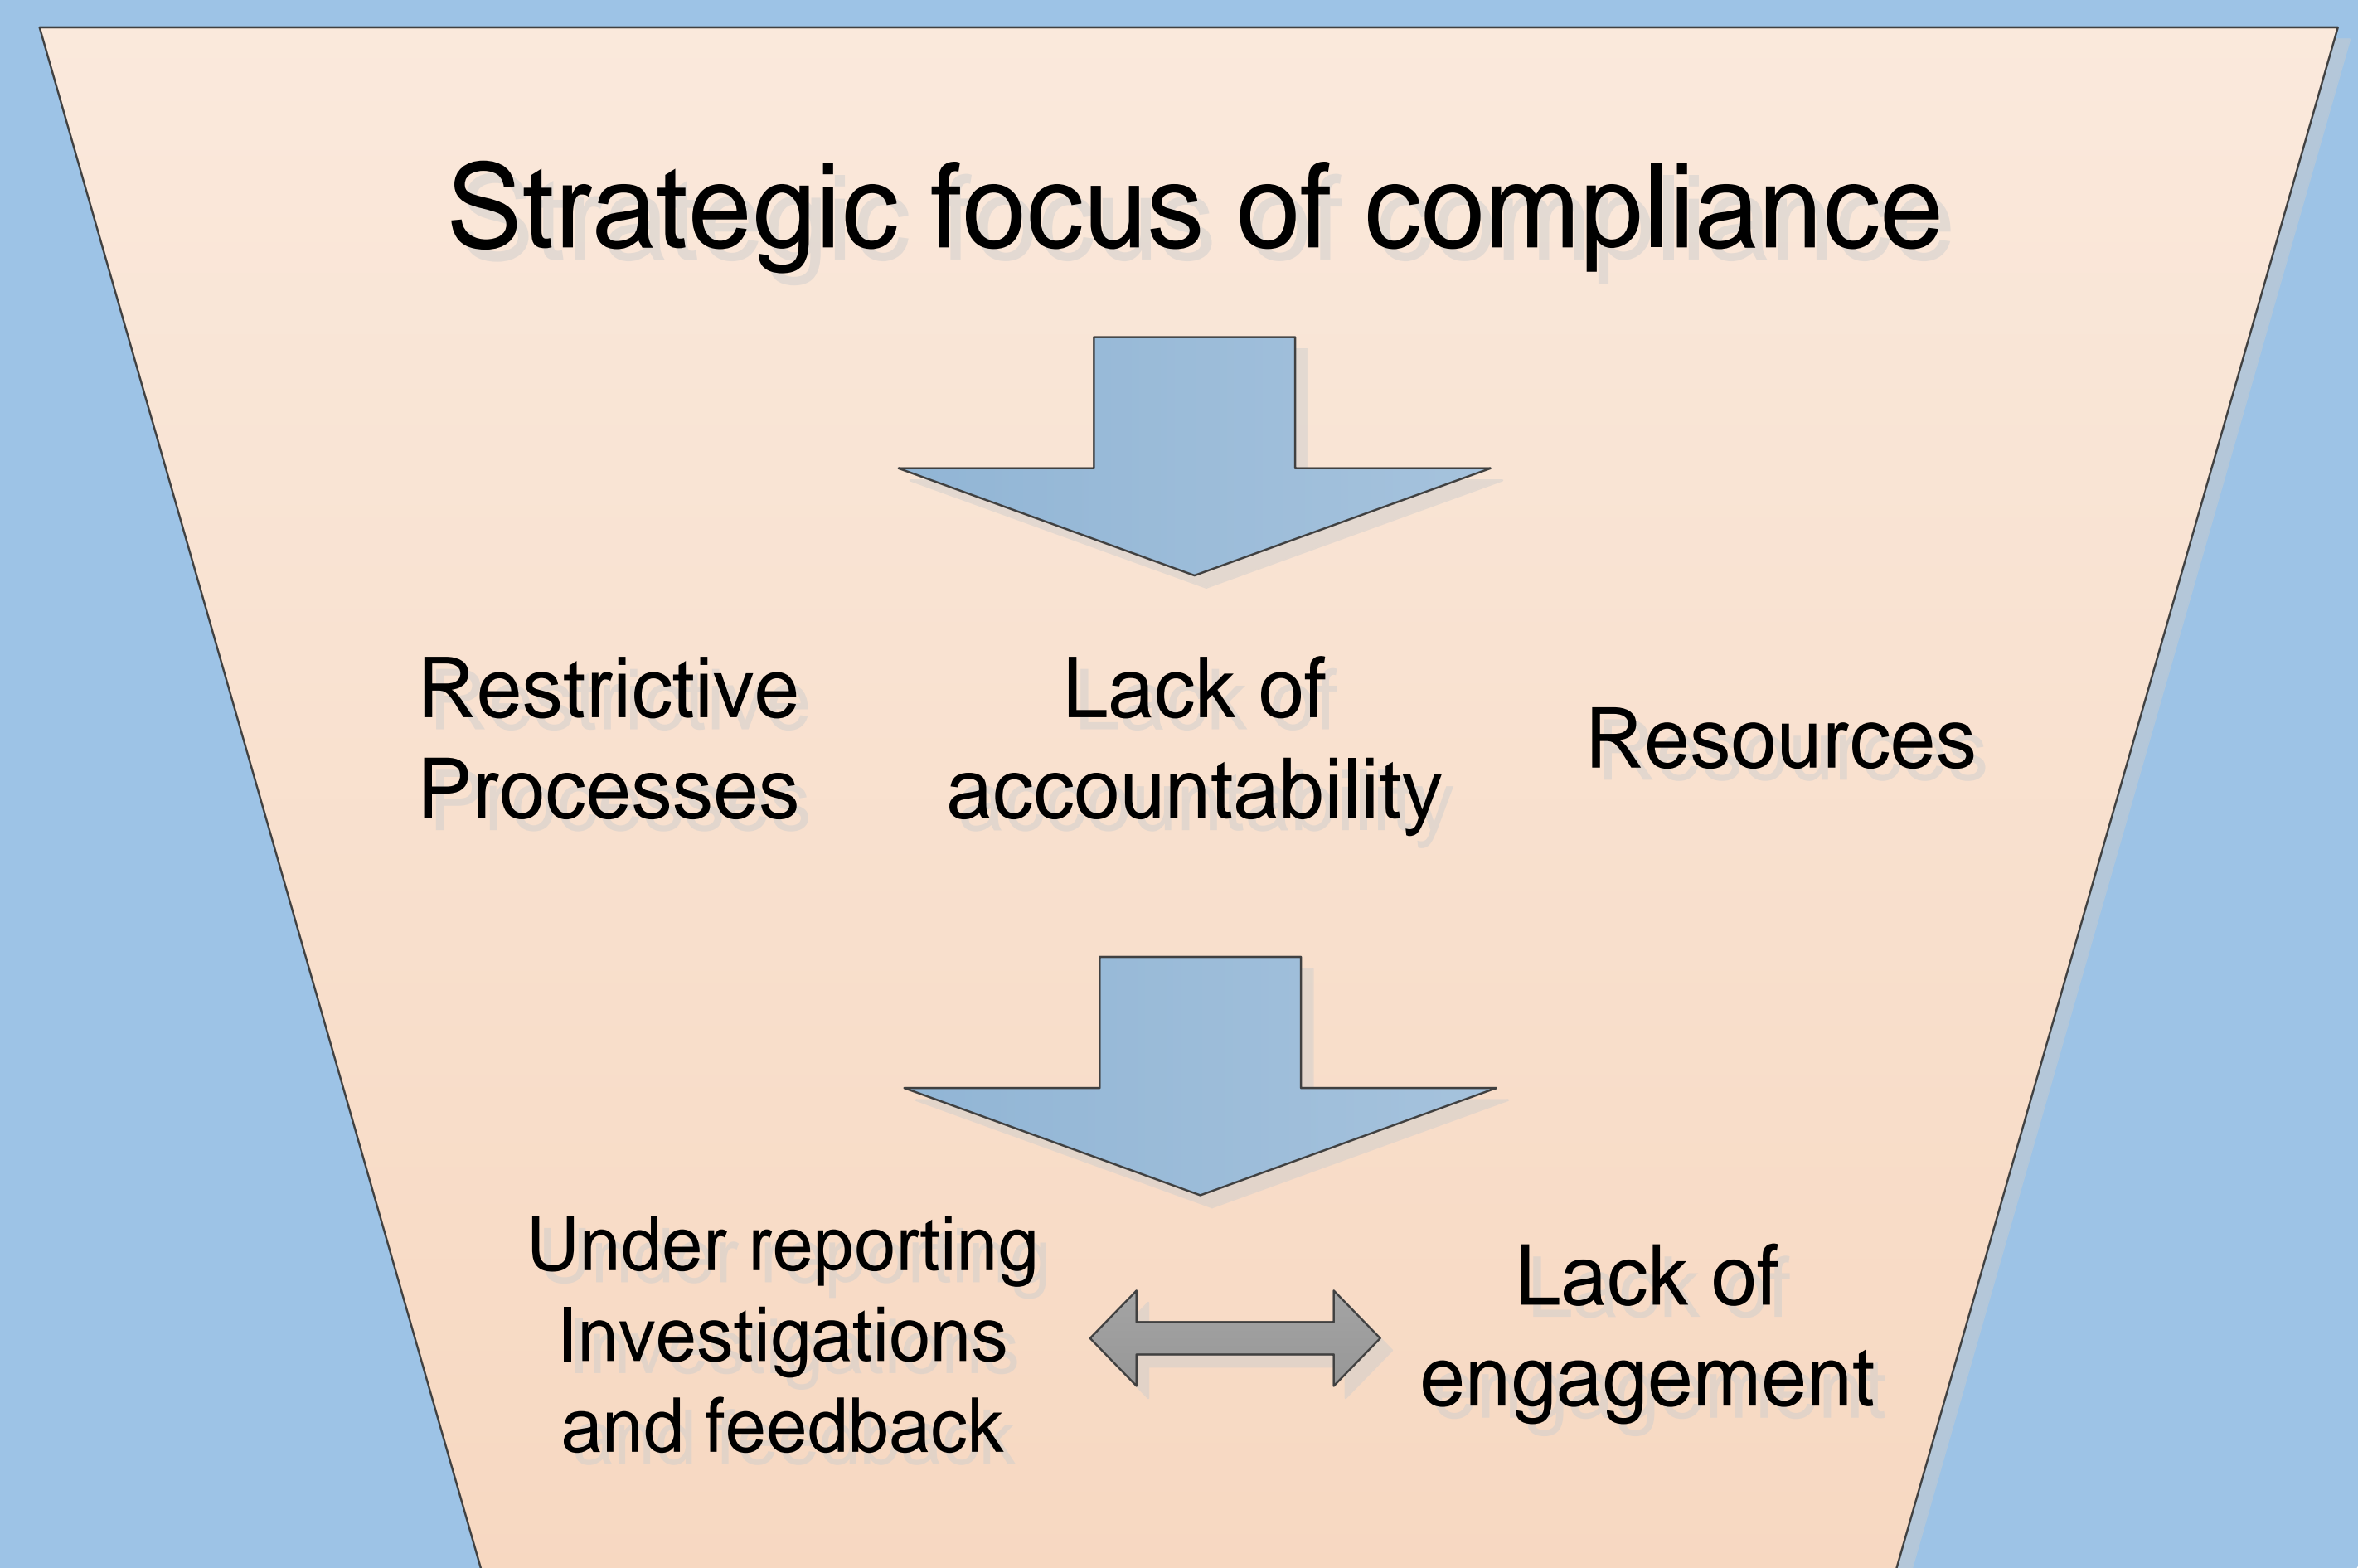 Strategic focus of compliance
Restrictive
Processes
Lack of
accountability
Resources
Under reporting
Investigations
and feedback
Lack of
engagement